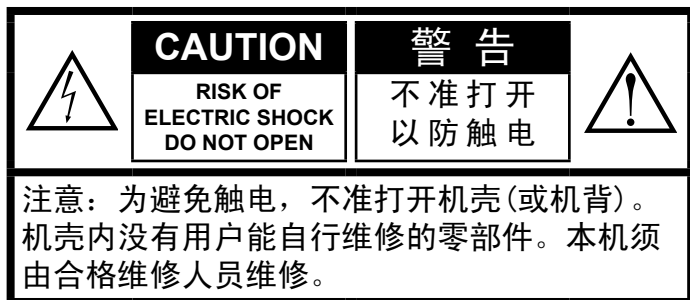 CAUTION
RISK OF
ELECTRIC SHOCK
DO NOT OPEN
警 告
不准打开
以防触电
注意：为避免触电，不准打开机壳(或机背)。
机壳内没有用户能自行维修的零部件。本机须
由合格维修人员维修。